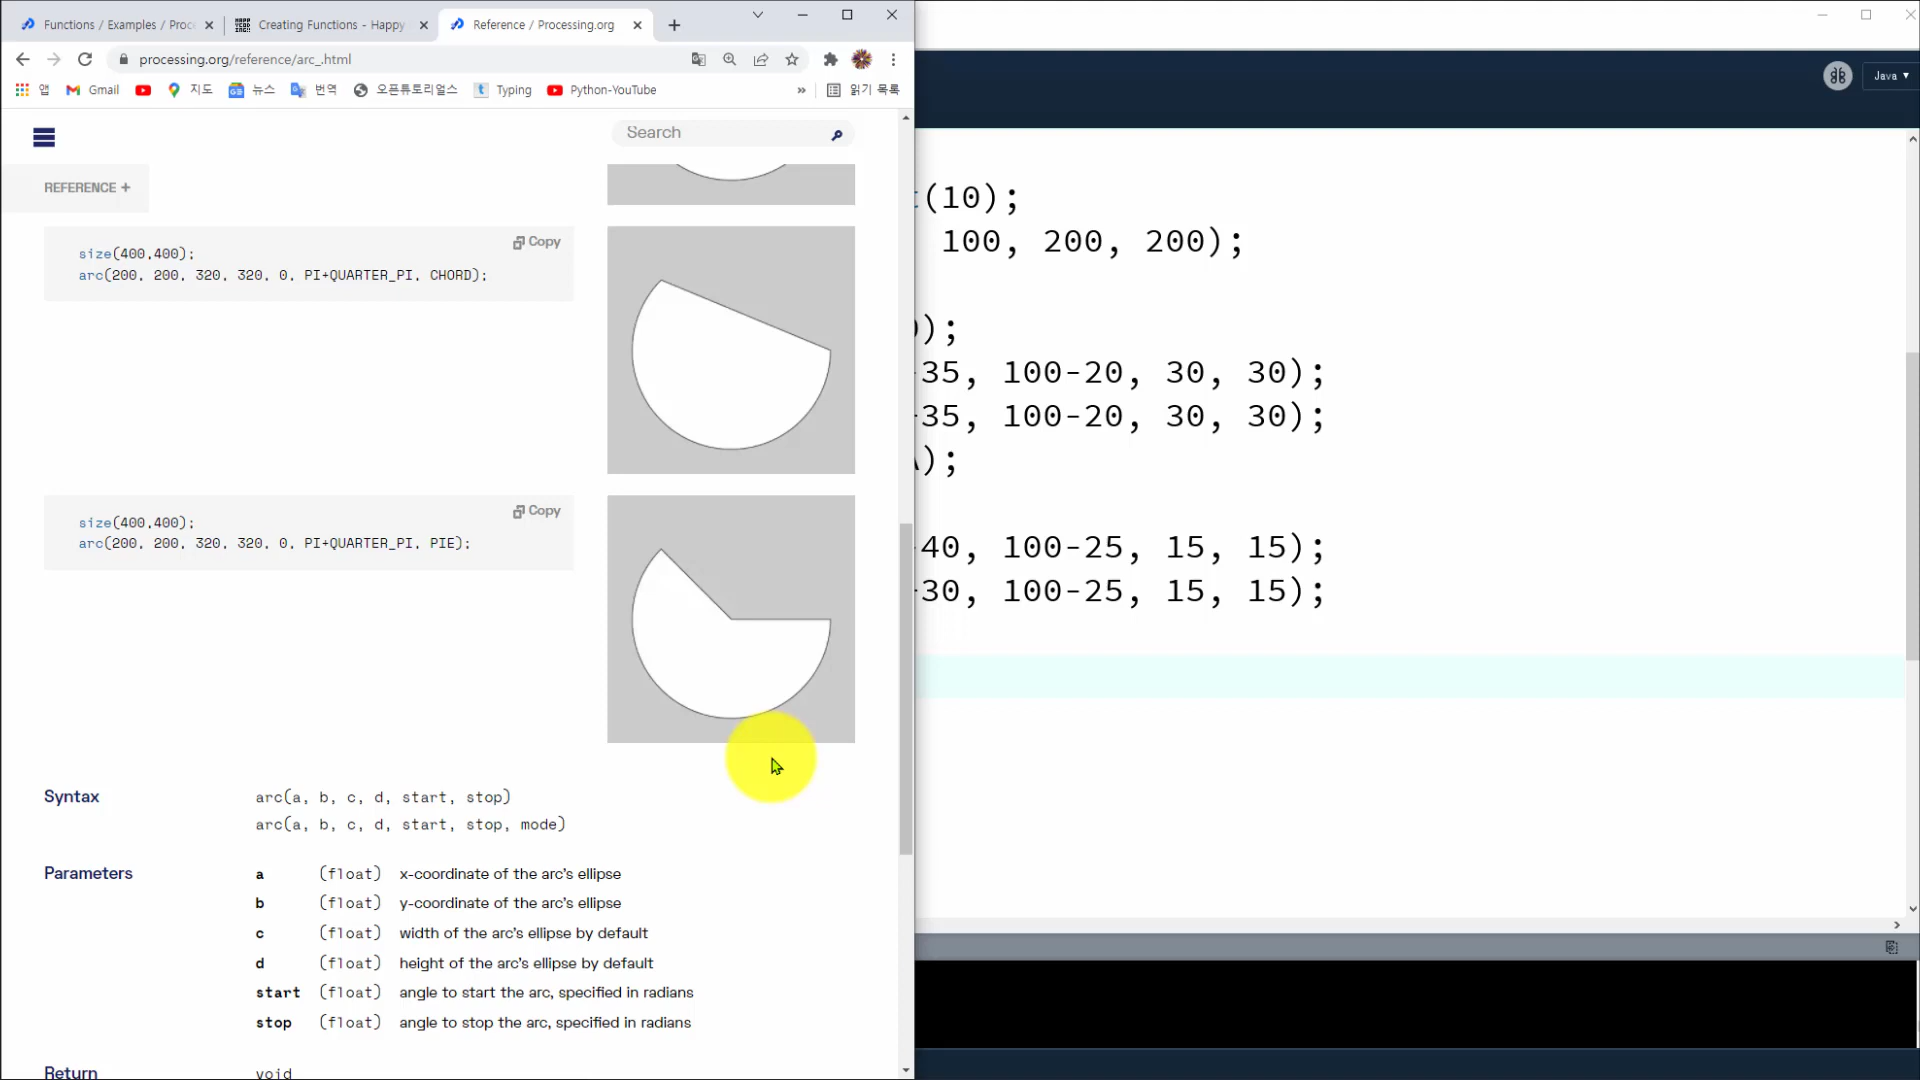 Functions / Examples / Proc
Creating Functions - Happy
Reference / Processing.org
processing.org/reference/arc_.html
앱
Gmail
지도
뉴스
번역
오픈튜토리얼스
Typing
Python-YouTube
»
읽기 목록
Search
REFERENCE +
size(400,400);
arc(200, 200, 320, 320, 0, PI+QUARTER_PI, CHORD);
Copy
size(400,400);
arc(200, 200, 320, 320, 0, PI+QUARTER_PI, PIE);
Copy
Syntax
arc(a, b, c, d, start, stop)
arc(a, b, c, d, start, stop, mode)
Parameters
a (float) x-coordinate of the arc's ellipse
b (float) y-coordinate of the arc's ellipse
c (float) width of the arc's ellipse by default
d (float) height of the arc's ellipse by default
start (float) angle to start the arc, specified in radians
stop (float) angle to stop the arc, specified in radians
Return void
Java ▾
(10);
100, 200, 200);
);
35, 100-20, 30, 30);
35, 100-20, 30, 30);
);
40, 100-25, 15, 15);
30, 100-25, 15, 15);